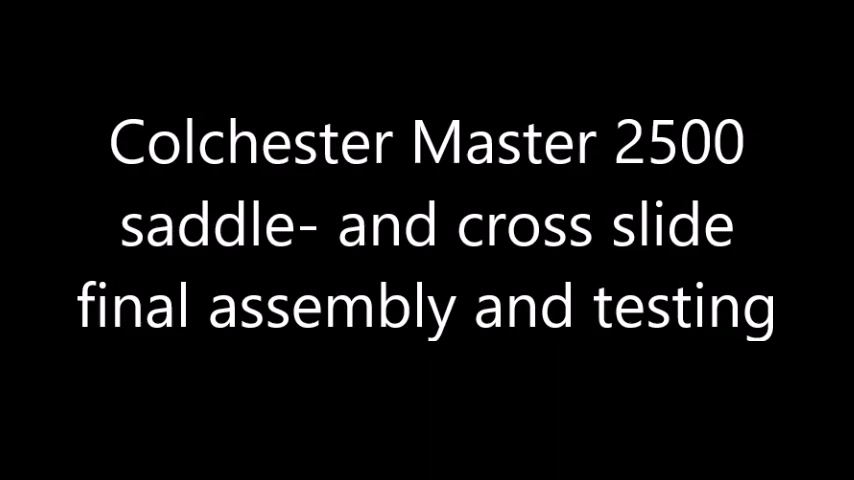 Colchester Master 2500
saddle- and cross slide
final assembly and testing